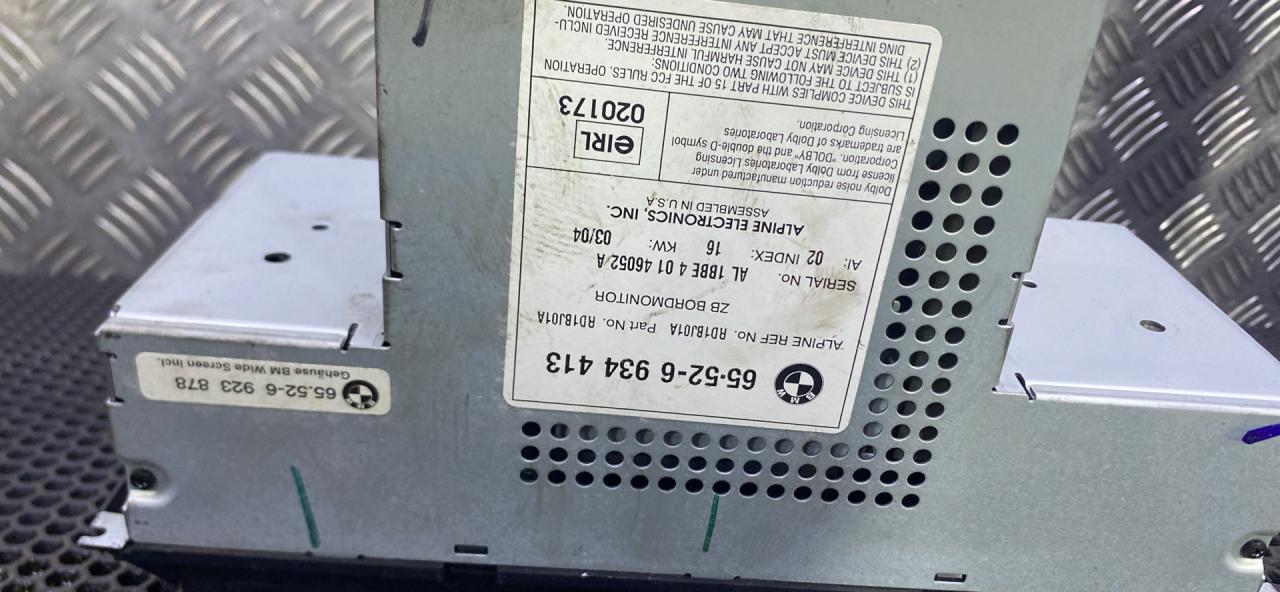 BMW
65.52-6 934 413
ALPINE REF No. RD1BJ01A Part No. RD1BJ01A
ZB BORDMONITOR
SERIAL No. AL 1BBE 4 01 46052 A
AI: 02 INDEX: 16 KW: 03/04
ALPINE ELECTRONICS, INC.
ASSEMBLED IN U.S.A
Dolby noise reduction manufactured under
license from Dolby Laboratories Licensing
Corporation. "DOLBY" and the double-D symbol
are trademarks of Dolby Laboratories
Licensing Corporation.
eIRL
020173
THIS DEVICE COMPLIES WITH PART 15 OF THE FCC RULES. OPERATION
IS SUBJECT TO THE FOLLOWING TWO CONDITIONS:
(1) THIS DEVICE MAY NOT CAUSE HARMFUL INTERFERENCE.
(2) THIS DEVICE MUST ACCEPT ANY INTERFERENCE RECEIVED INCLU-
DING INTERFERENCE THAT MAY CAUSE UNDESIRED OPERATION.
65.52-6 923 878
Gehäuse BM Wide Screen incl.